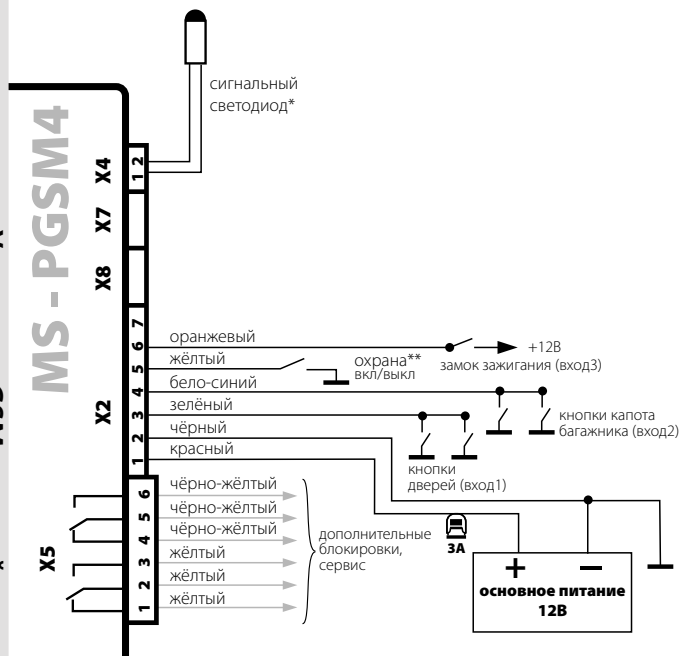 сигнальный
светодиод*
MS - PGSM4
X4
1 2
X7
X8
X2
7
6
5
4
3
2
1
оранжевый
+12В
замок зажигания (вход3)
жёлтый
охрана**
вкл/выкл
бело-синий
кнопки капота
багажника (вход2)
зелёный
кнопки
дверей (вход1)
чёрный
красный
X5
6
5
4
3
2
1
чёрно-жёлтый
чёрно-жёлтый
чёрно-жёлтый
жёлтый
жёлтый
жёлтый
дополнительные
блокировки,
сервис
3А
+ −
основное питание
12В